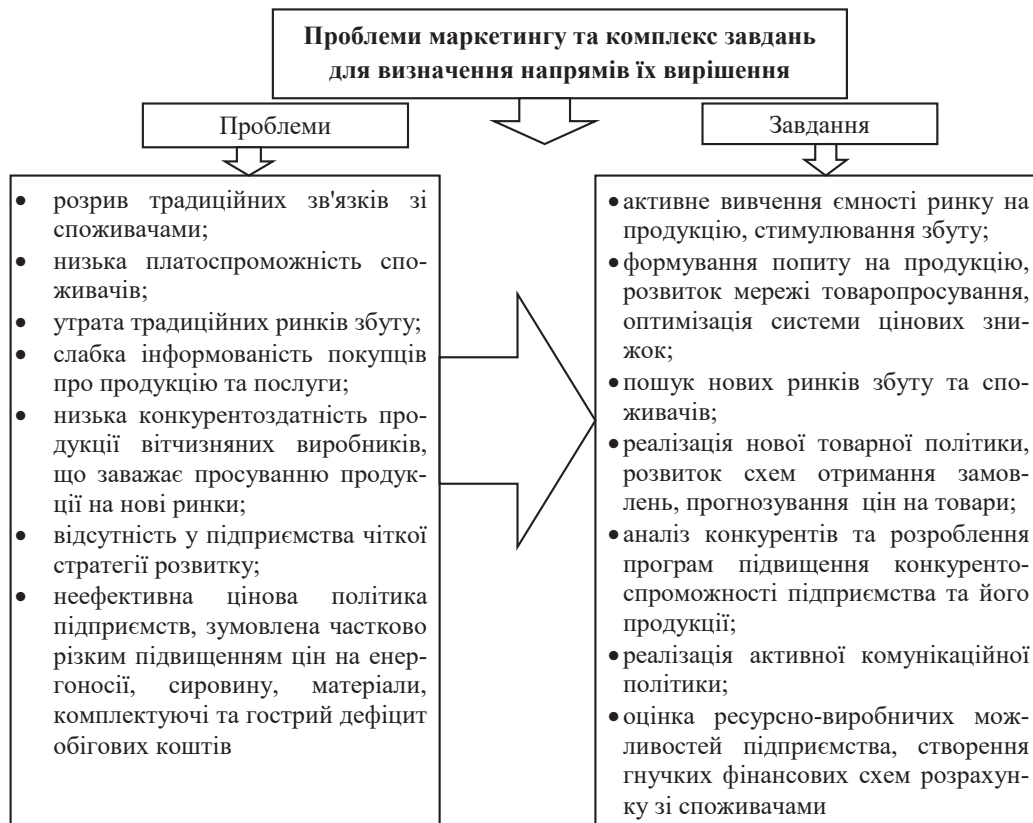 Проблеми маркетингу та комплекс завдань
для визначення напрямів їх вирішення
Проблеми
• розрив традиційних зв'язків зі
споживачами;
• низька платоспроможність спо-
живачів;
• утрата традиційних ринків збуту;
• слабка інформованість покупців
про продукцію та послуги;
• низька конкурентоздатність про-
дукції вітчизняних виробників,
що заважає просуванню продук-
ції на нові ринки;
• відсутність у підприємства чіткої
стратегії розвитку;
• неефективна цінова політика
підприємств, зумовлена частково
різким підвищенням цін на енер-
гоносії, сировину, матеріали,
комплектуючі та гострий дефіцит
обігових коштів
Завдання
• активне вивчення ємності ринку на
продукцію, стимулювання збуту;
• формування попиту на продукцію,
розвиток мережі товаропросування,
оптимізація системи цінових зни-
жок;
• пошук нових ринків збуту та спо-
живачів;
• реалізація нової товарної політики,
розвиток схем отримання замов-
лень, прогнозування цін на товари;
• аналіз конкурентів та розроблення
програм підвищення конкуренто-
спроможності підприємства та його
продукції;
• реалізація активної комунікаційної
політики;
• оцінка ресурсно-виробничих мож-
ливостей підприємства, створення
гнучких фінансових схем розрахун-
ку зі споживачами